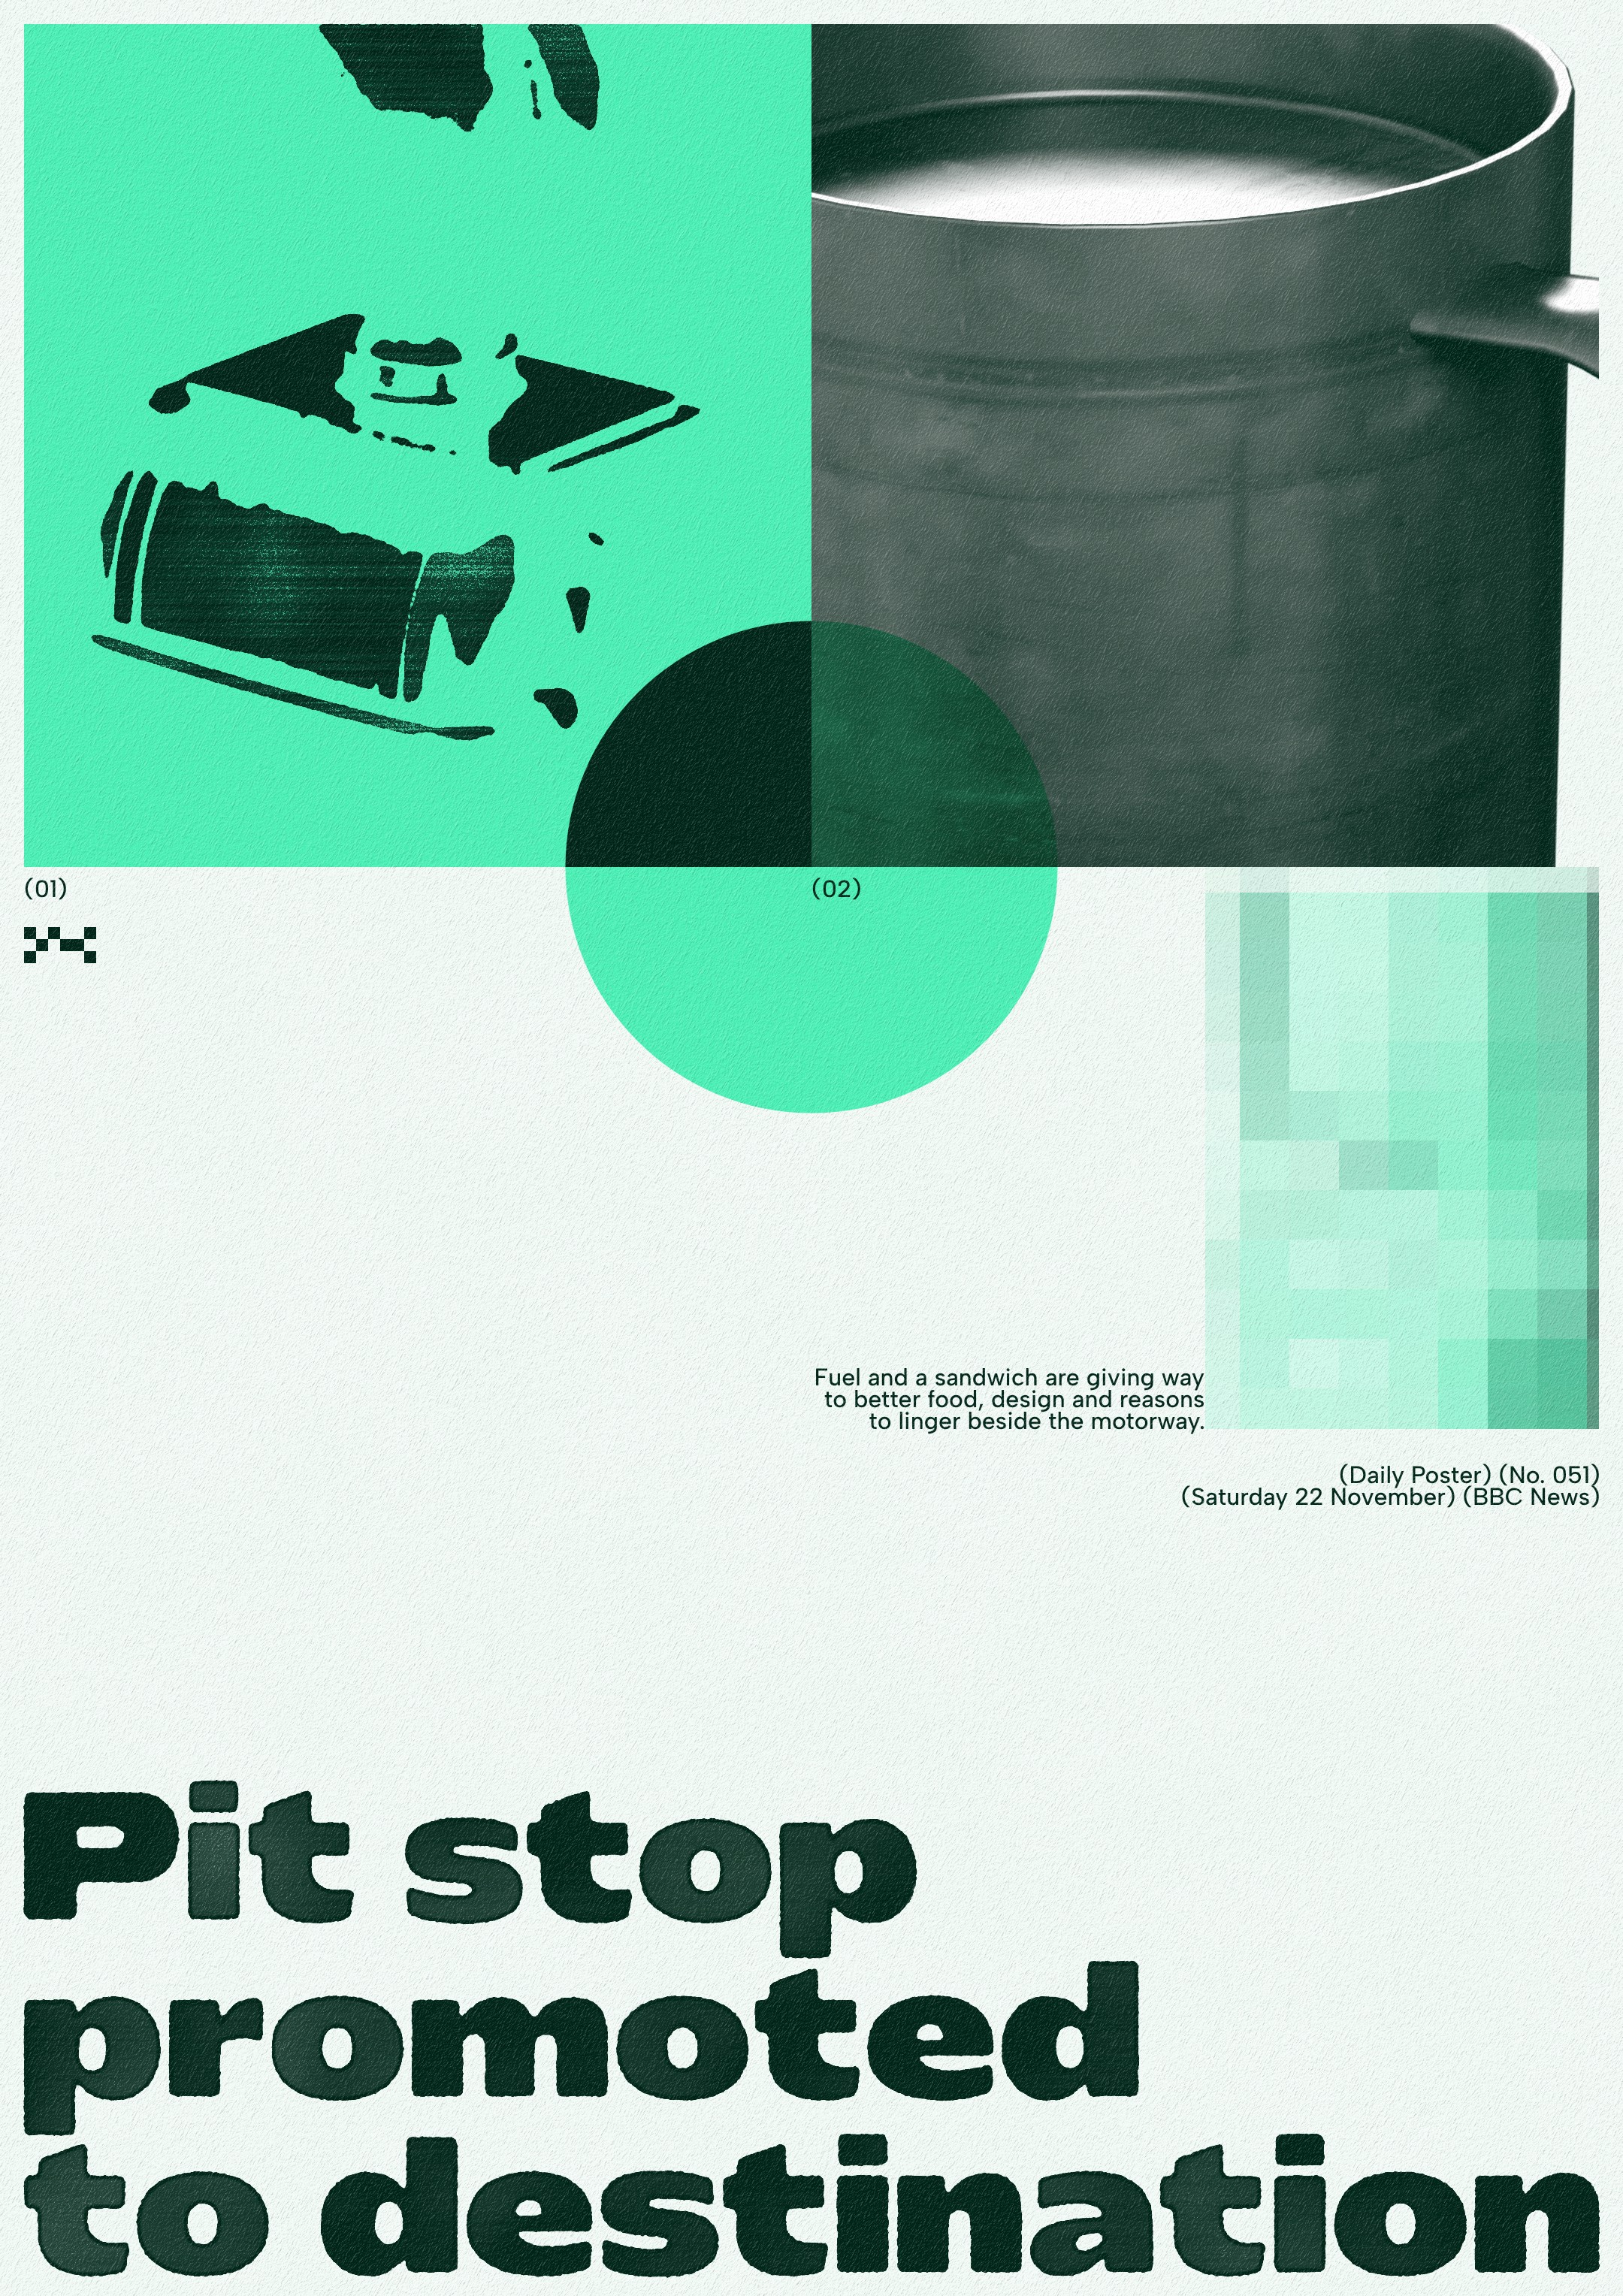 (01)
(02)
Fuel and a sandwich are giving way
to better food, design and reasons
to linger beside the motorway.
(Daily Poster) (No. 051)
(Saturday 22 November) (BBC News)
Pit stop
promoted
to destination